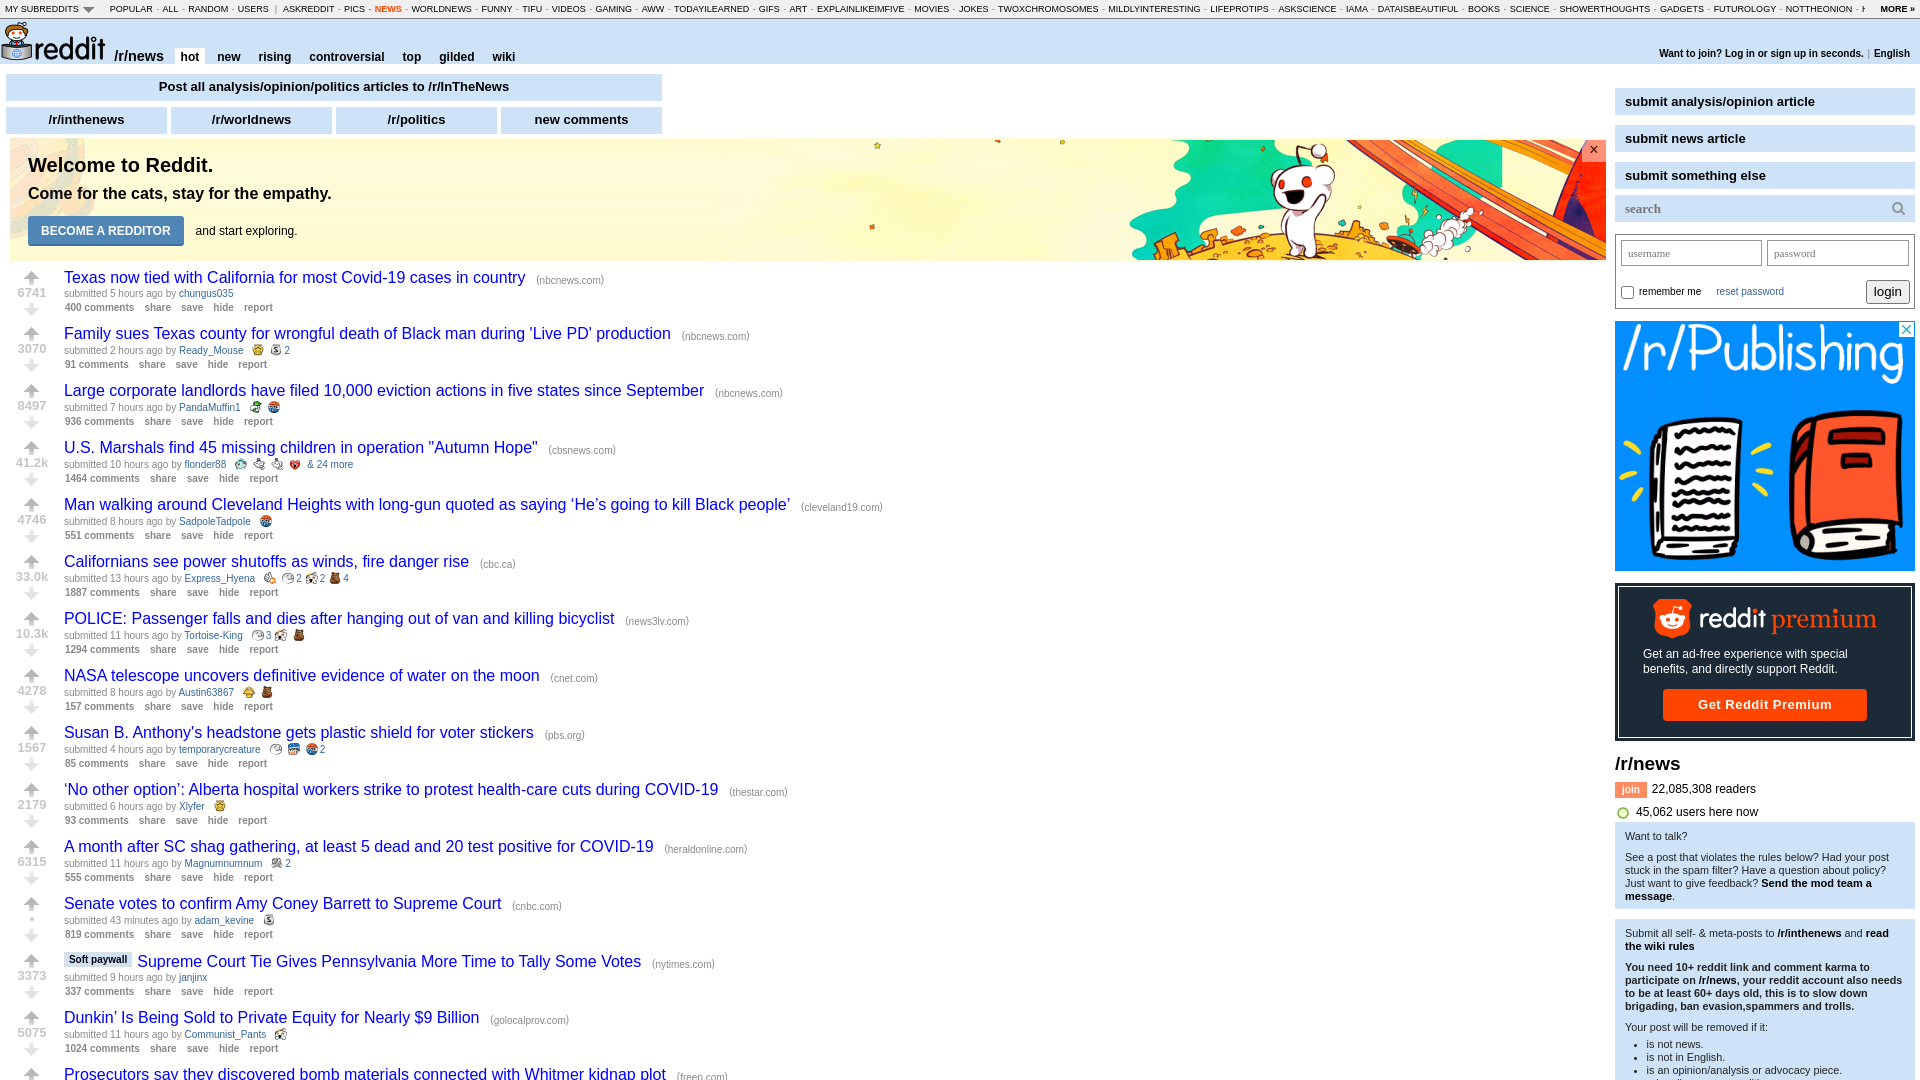 MY SUBREDDITS POPULAR - ALL - RANDOM - USERS | ASKREDDIT - PICS - NEWS - WORLDNEWS - FUNNY - TIFU - VIDEOS - GAMING - AWW - TODAYILEARNED - GIFS - ART - EXPLAINLIKEIMFIVE - MOVIES - JOKES - TWOXCHROMOSOMES - MILDLYINTERESTING - LIFEPROTIPS - ASKSCIENCE - IAMA - DATAISBEAUTIFUL - BOOKS - SCIENCE - SHOWERTHOUGHTS - GADGETS - FUTUROLOGY - NOTTHEONION - MORE »
reddit /r/news hot new rising controversial top gilded wiki
Want to join? Log in or sign up in seconds. | English
Post all analysis/opinion/politics articles to /r/InTheNews
/r/inthenews /r/worldnews /r/politics new comments
Welcome to Reddit.
Come for the cats, stay for the empathy.
BECOME A REDDITOR and start exploring.
×
Texas now tied with California for most Covid-19 cases in country (nbcnews.com)
6741
submitted 5 hours ago by chungus035
400 comments share save hide report
Family sues Texas county for wrongful death of Black man during 'Live PD' production (nbcnews.com)
3070
submitted 2 hours ago by Ready_Mouse 2
91 comments share save hide report
Large corporate landlords have filed 10,000 eviction actions in five states since September (nbcnews.com)
8497
submitted 7 hours ago by PandaMuffin1
936 comments share save hide report
U.S. Marshals find 45 missing children in operation "Autumn Hope" (cbsnews.com)
41.2k
submitted 10 hours ago by flonder88 & 24 more
1464 comments share save hide report
Man walking around Cleveland Heights with long-gun quoted as saying ‘He’s going to kill Black people’ (cleveland19.com)
4746
submitted 8 hours ago by SadpoleTadpole
551 comments share save hide report
Californians see power shutoffs as winds, fire danger rise (cbc.ca)
33.0k
submitted 13 hours ago by Express_Hyena 2 2 4
1887 comments share save hide report
POLICE: Passenger falls and dies after hanging out of van and killing bicyclist (news3lv.com)
10.3k
submitted 11 hours ago by Tortoise-King 3
1294 comments share save hide report
NASA telescope uncovers definitive evidence of water on the moon (cnet.com)
4278
submitted 8 hours ago by Austin63867
157 comments share save hide report
Susan B. Anthony's headstone gets plastic shield for voter stickers (pbs.org)
1567
submitted 4 hours ago by temporarycreature 2
85 comments share save hide report
‘No other option’: Alberta hospital workers strike to protest health-care cuts during COVID-19 (thestar.com)
2179
submitted 6 hours ago by Xlyfer
93 comments share save hide report
A month after SC shag gathering, at least 5 dead and 20 test positive for COVID-19 (heraldonline.com)
6315
submitted 11 hours ago by Magnumnumnum 2
555 comments share save hide report
Senate votes to confirm Amy Coney Barrett to Supreme Court (cnbc.com)
•
submitted 43 minutes ago by adam_kevine
819 comments share save hide report
Soft paywall Supreme Court Tie Gives Pennsylvania More Time to Tally Some Votes (nytimes.com)
3373
submitted 9 hours ago by janjinx
337 comments share save hide report
Dunkin’ Is Being Sold to Private Equity for Nearly $9 Billion (golocalprov.com)
5075
submitted 11 hours ago by Communist_Pants
1024 comments share save hide report
Prosecutors say they discovered bomb materials connected with Whitmer kidnap plot (freep.com)
submit analysis/opinion article
submit news article
submit something else
search
username password
remember me reset password login
/r/Publishing
reddit premium
Get an ad-free experience with special
benefits, and directly support Reddit.
Get Reddit Premium
/r/news
join 22,085,308 readers
45,062 users here now
Want to talk?
See a post that violates the rules below? Had your post
stuck in the spam filter? Have a question about policy?
Just want to give feedback? Send the mod team a
message.
Submit all self- & meta-posts to /r/inthenews and read
the wiki rules
You need 10+ reddit link and comment karma to
participate on /r/news, your reddit account also needs
to be at least 60+ days old, this is to slow down
brigading, ban evasion,spammers and trolls.
Your post will be removed if it:
• is not news.
• is not in English.
• is an opinion/analysis or advocacy piece.